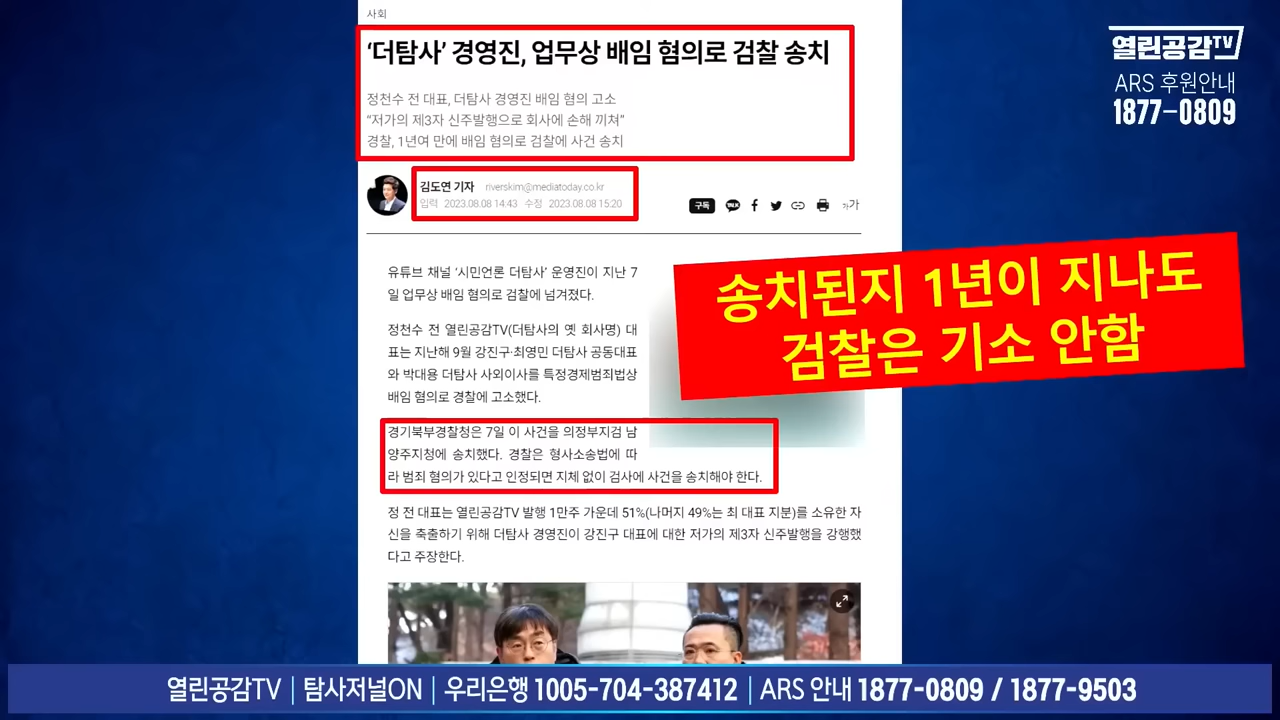 사회
‘더탐사’ 경영진, 업무상 배임 혐의로 검찰 송치
정천수 전 대표, 더탐사 경영진 배임 혐의 고소
“저가의 제3자 신주발행으로 회사에 손해 끼쳐”
경찰, 1년여 만에 배임 혐의로 검찰에 사건 송치
김도연 기자 riverskim@mediatoday.co.kr
입력 2023.08.08 14:43 수정 2023.08.08 15:20
구독
TALK
가가
유튜브 채널 ‘시민언론 더탐사’ 운영진이 지난 7
일 업무상 배임 혐의로 검찰에 넘겨졌다.
정천수 전 열린공감TV(더탐사의 옛 회사명) 대
표는 지난해 9월 강진구·최영민 더탐사 공동대표
와 박대용 더탐사 사외이사를 특정경제범죄법상
배임 혐의로 경찰에 고소했다.
경기북부경찰청은 7일 이 사건을 의정부지검 남
양주지청에 송치했다. 경찰은 형사소송법에 따
라 범죄 혐의가 있다고 인정되면 지체 없이 검사에 사건을 송치해야 한다.
정 전 대표는 열린공감TV 발행 1만주 가운데 51%(나머지 49%는 최 대표 지분)를 소유한 자
신을 축출하기 위해 더탐사 경영진이 강진구 대표에 대한 저가의 제3자 신주발행을 강행했
다고 주장한다.
송치된지 1년이 지나도
검찰은 기소 안함
열린공감TV
ARS 후원안내
1877-0809
열린공감TV | 탐사저널ON | 우리은행 1005-704-387412 | ARS 안내 1877-0809 / 1877-9503